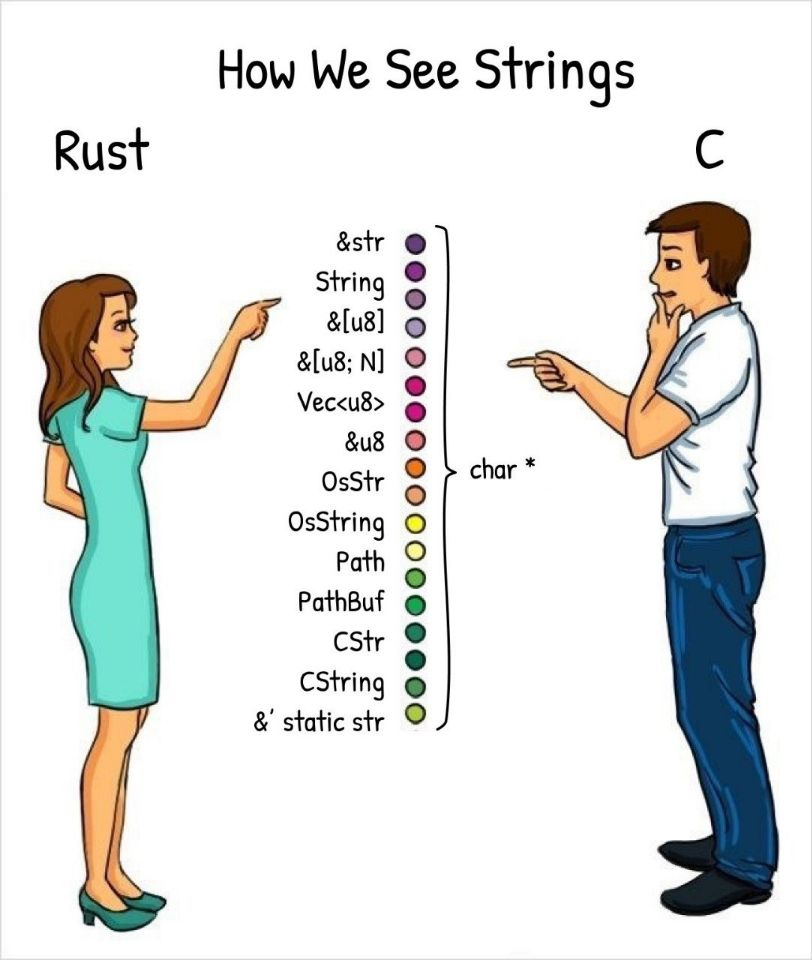 How We See Strings
Rust
C
&str
String
&[u8]
&[u8; N]
Vec<u8>
&u8
OsStr
OsString
Path
PathBuf
CStr
CString
&' static str
char *